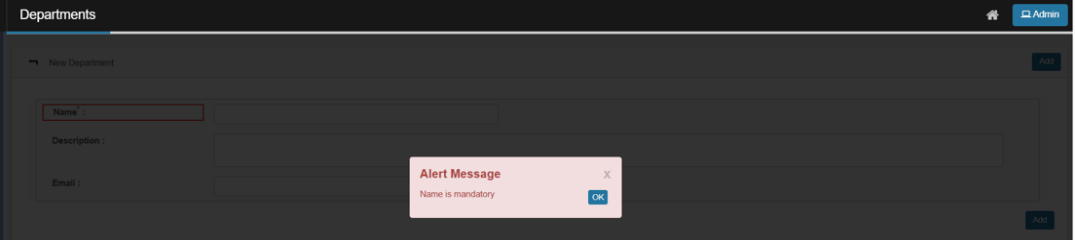 Departments
Admin
New Department
Add
Name* :
Description :
Email :
Alert Message
X
Name is mandatory
OK
Add